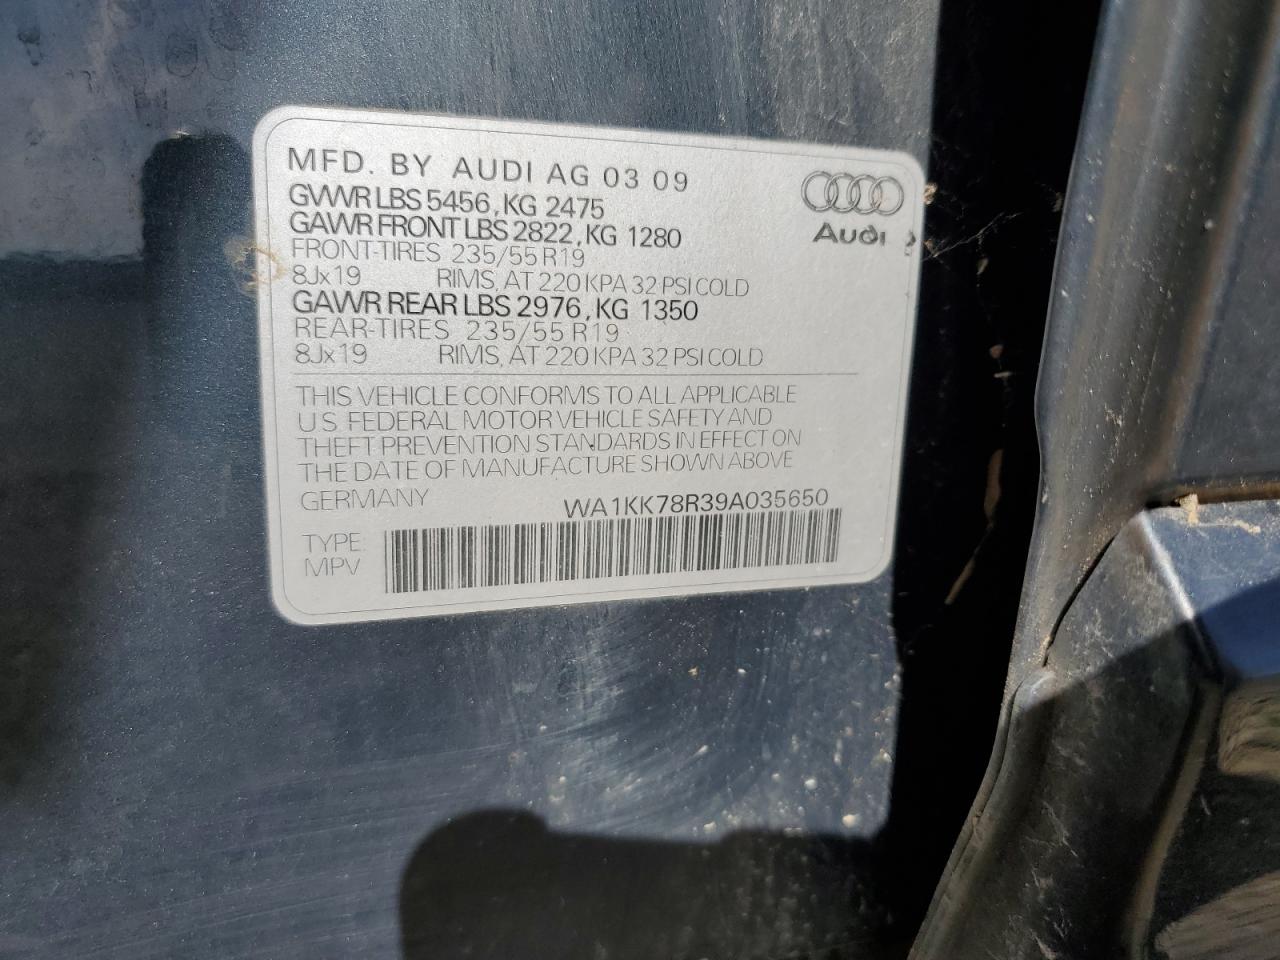 MFD. BY AUDI AG 03 09
GVWR LBS 5456, KG 2475
GAWR FRONT LBS 2822, KG 1280
FRONT-TIRES 235/55 R19
8Jx19 RIMS, AT 220 KPA 32 PSI COLD
GAWR REAR LBS 2976, KG 1350
REAR-TIRES 235/55 R19
8Jx19 RIMS, AT 220 KPA 32 PSI COLD
Audi
THIS VEHICLE CONFORMS TO ALL APPLICABLE
U.S. FEDERAL MOTOR VEHICLE SAFETY AND
THEFT PREVENTION STANDARDS IN EFFECT ON
THE DATE OF MANUFACTURE SHOWN ABOVE
GERMANY WA1KK78R39A035650
TYPE:
MPV